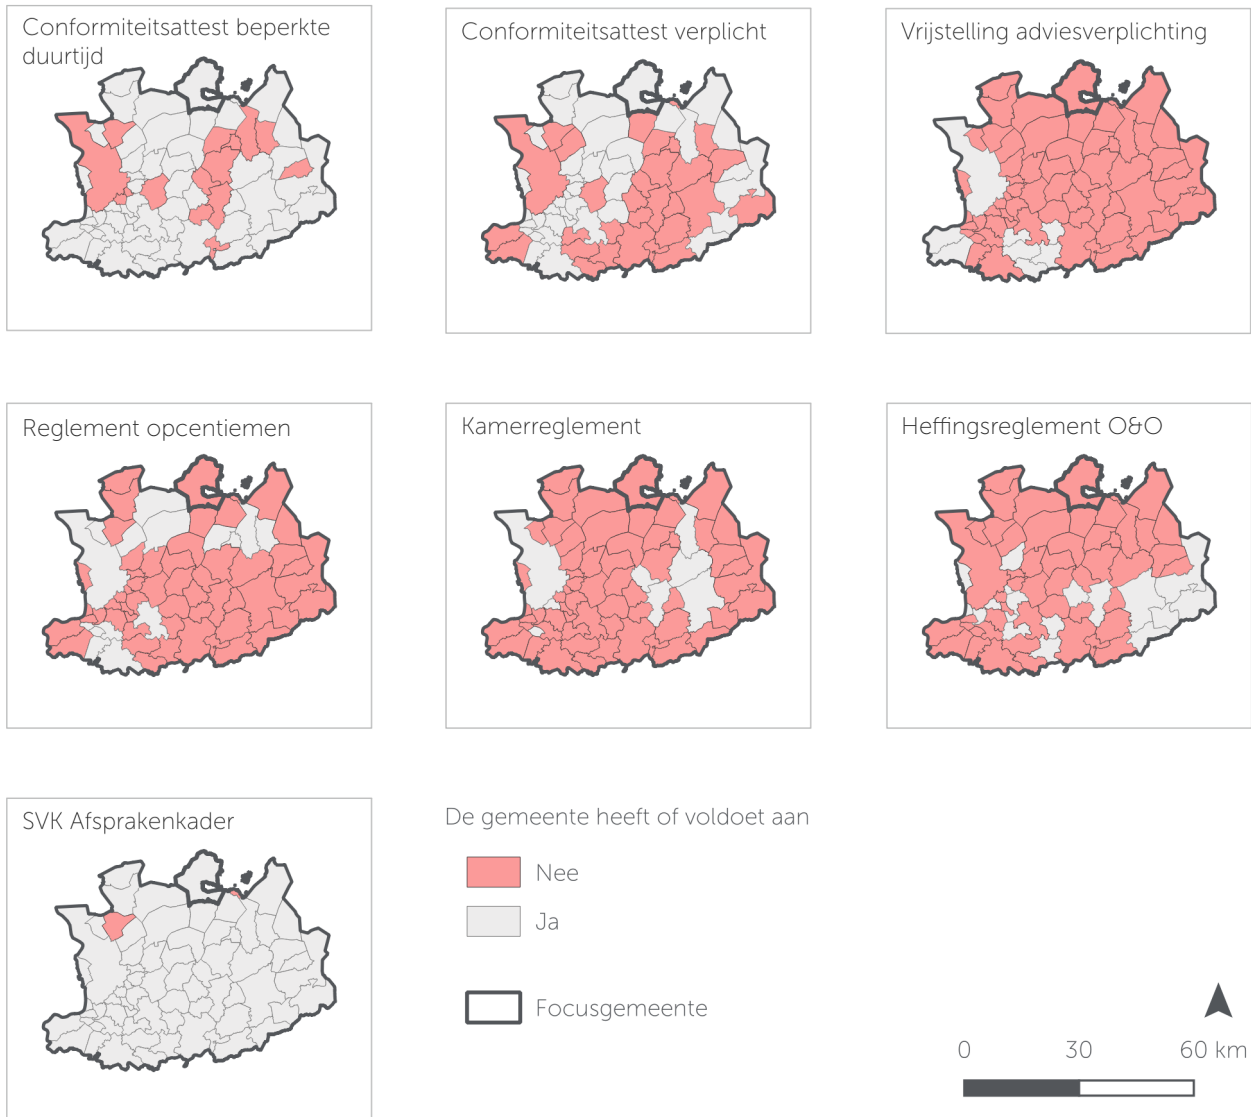 Conformiteitsattest beperkte
duurtijd
Conformiteitsattest verplicht
Vrijstelling adviesverplichting
Reglement opcentiemen
Kamerreglement
Heffingsreglement O&O
SVK Afsprakenkader
De gemeente heeft of voldoet aan
Nee
Ja
Focusgemeente
0 30 60 km